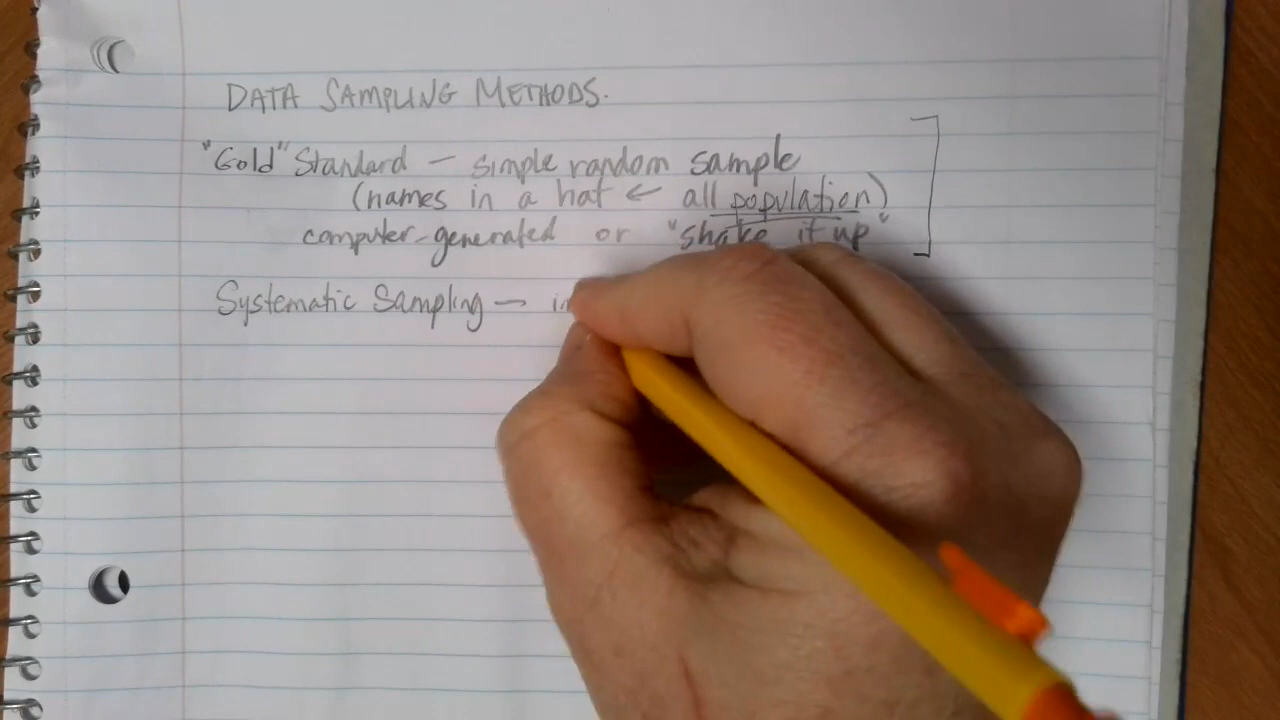 DATA SAMPLING METHODS.
"Gold" Standard — simple random sample
(names in a hat ← all population)
computer-generated or "shake it up"
Systematic Sampling — in